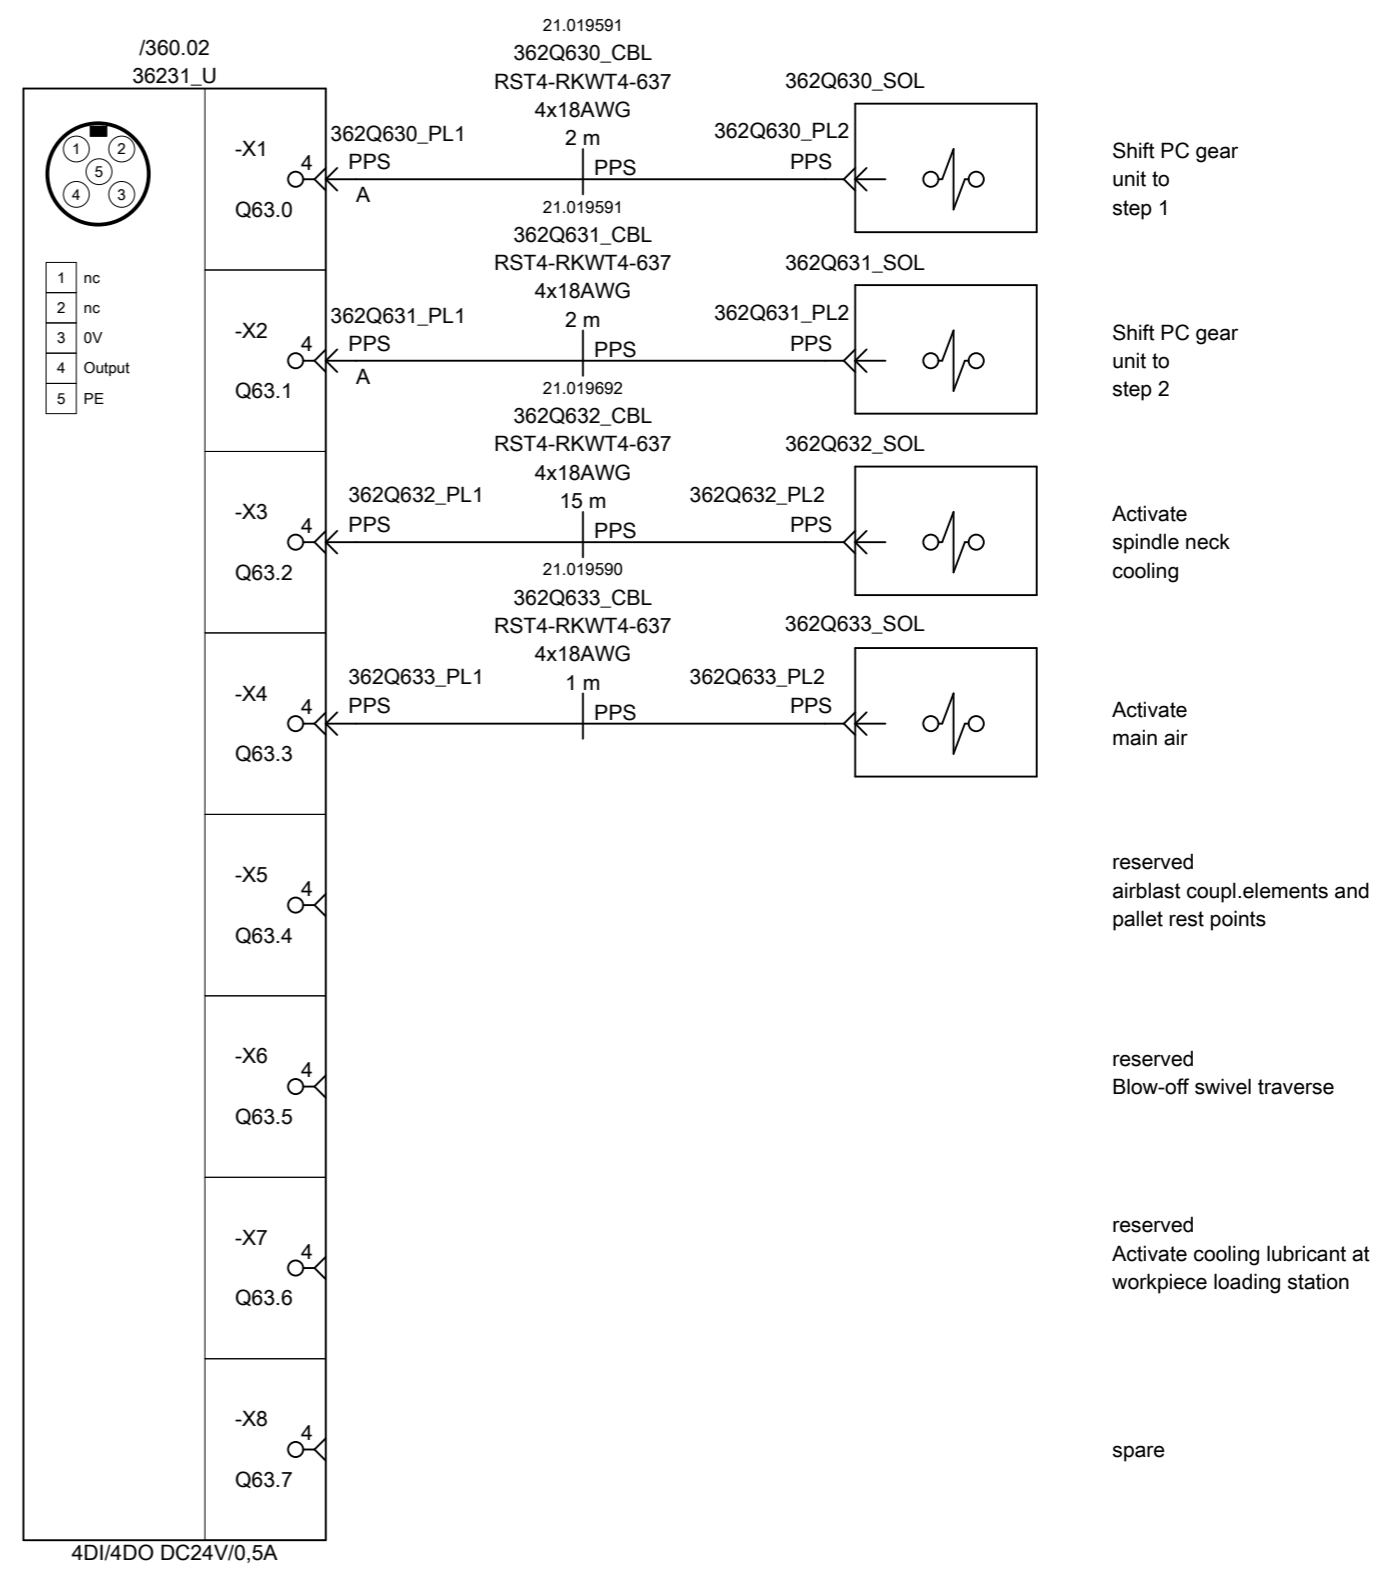 /360.02
36231_U
1
2
5
4
3
1 nc
2 nc
3 0V
4 Output
5 PE
-X1
4
Q63.0
362Q630_PL1
PPS
A
21.019591
362Q630_CBL
RST4-RKWT4-637
4x18AWG
2 m
PPS
362Q630_PL2
PPS
362Q630_SOL
Shift PC gear
unit to
step 1
-X2
4
Q63.1
362Q631_PL1
PPS
A
21.019591
362Q631_CBL
RST4-RKWT4-637
4x18AWG
2 m
PPS
362Q631_PL2
PPS
362Q631_SOL
Shift PC gear
unit to
step 2
-X3
4
Q63.2
362Q632_PL1
PPS
21.019692
362Q632_CBL
RST4-RKWT4-637
4x18AWG
15 m
PPS
362Q632_PL2
PPS
362Q632_SOL
Activate
spindle neck
cooling
-X4
4
Q63.3
362Q633_PL1
PPS
21.019590
362Q633_CBL
RST4-RKWT4-637
4x18AWG
1 m
PPS
362Q633_PL2
PPS
362Q633_SOL
Activate
main air
-X5
4
Q63.4
reserved
airblast coupl.elements and
pallet rest points
-X6
4
Q63.5
reserved
Blow-off swivel traverse
-X7
4
Q63.6
reserved
Activate cooling lubricant at
workpiece loading station
-X8
4
Q63.7
spare
4DI/4DO DC24V/0,5A